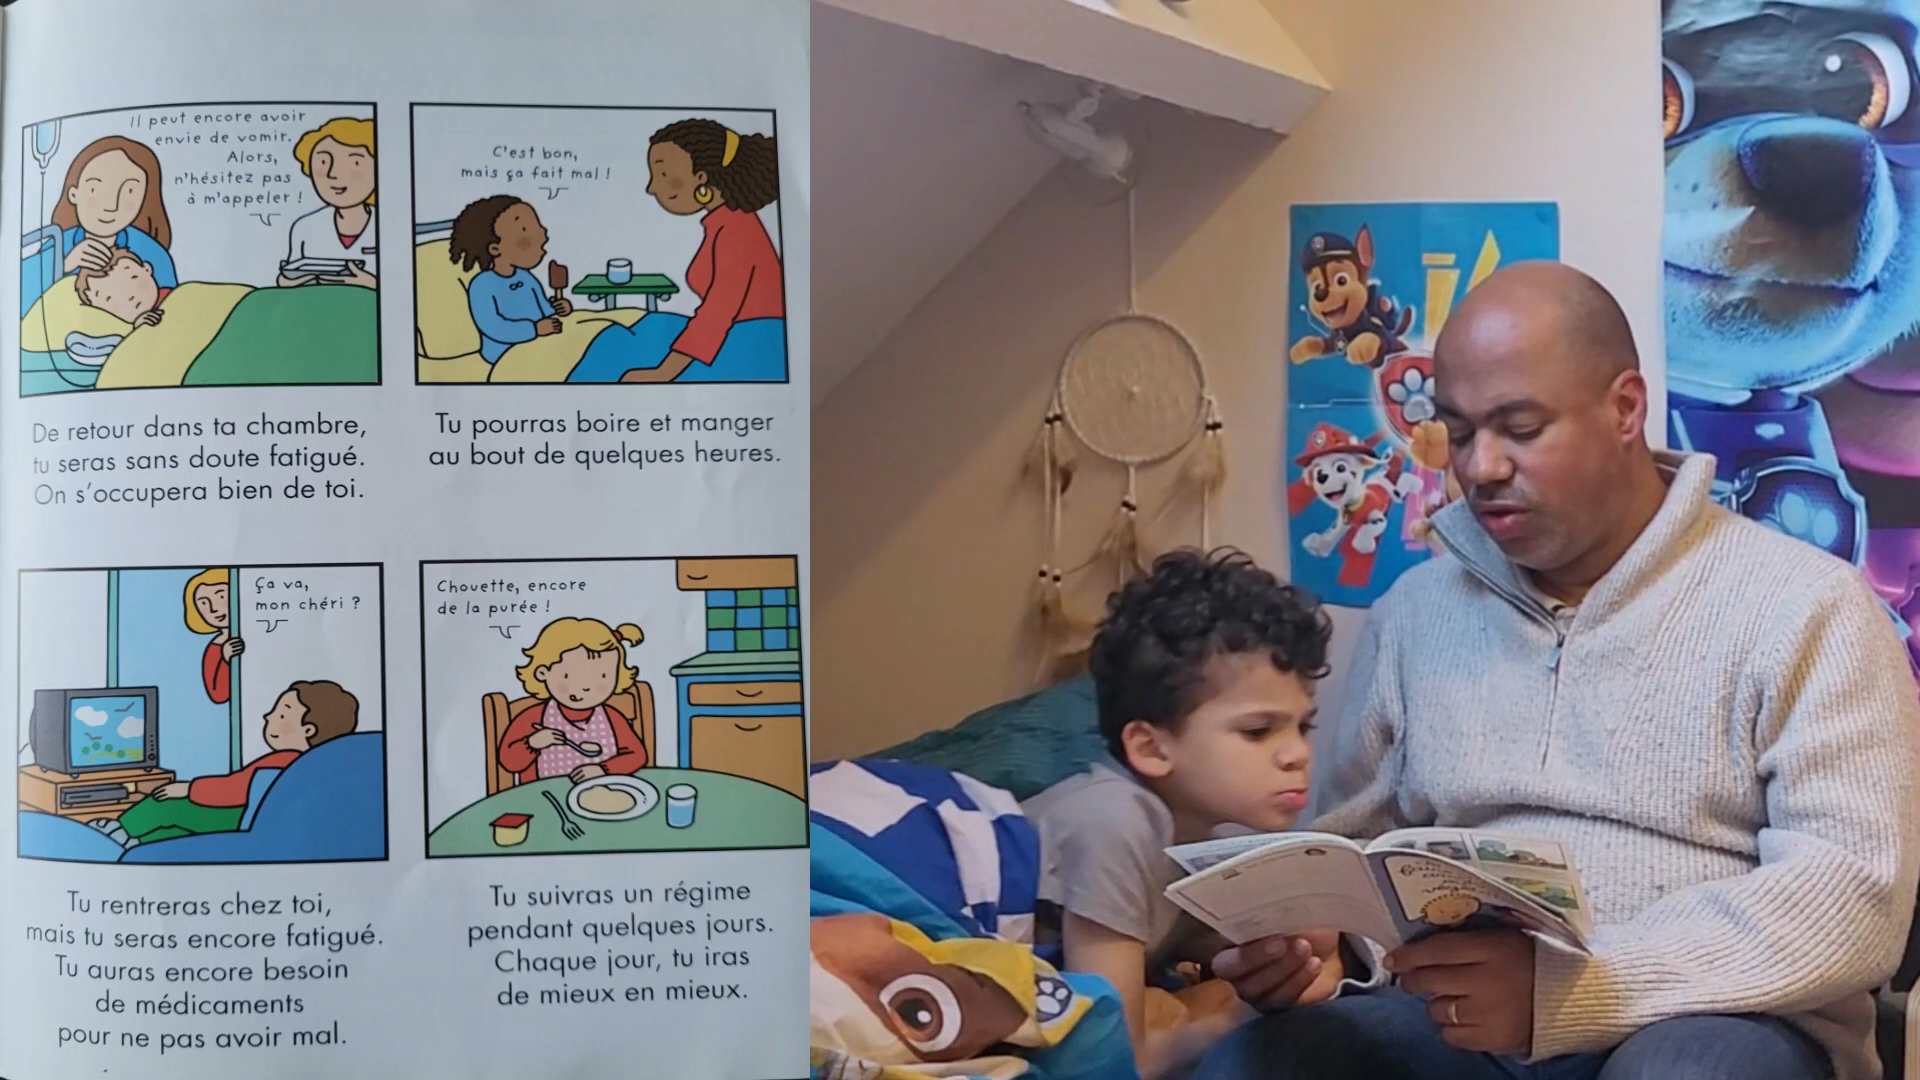 Il peut encore avoir
envie de vomir.
Alors,
n'hésitez pas
à m'appeler !
De retour dans ta chambre,
tu seras sans doute fatigué.
On s'occupera bien de toi.
C'est bon,
mais ça fait mal !
Tu pourras boire et manger
au bout de quelques heures.
Ça va,
mon chéri ?
Tu rentreras chez toi,
mais tu seras encore fatigué.
Tu auras encore besoin
de médicaments
pour ne pas avoir mal.
Chouette, encore
de la purée !
Tu suivras un régime
pendant quelques jours.
Chaque jour, tu iras
de mieux en mieux.